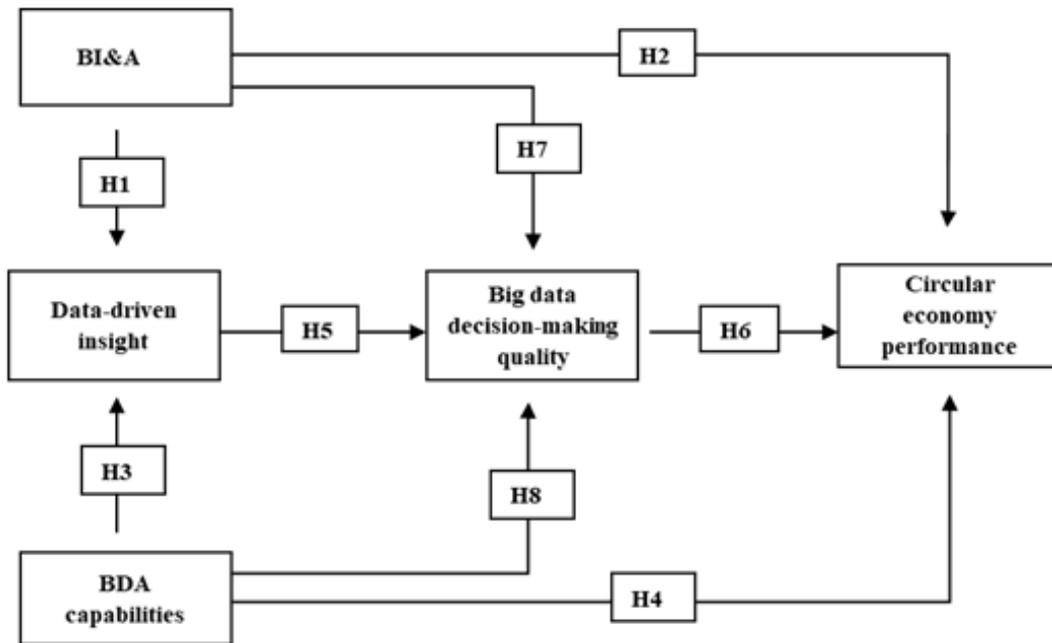 BI&A
H2
H7
H1
Data-driven
insight
H5
Big data
decision-making
quality
H6
Circular
economy
performance
H3
H8
BDA
capabilities
H4